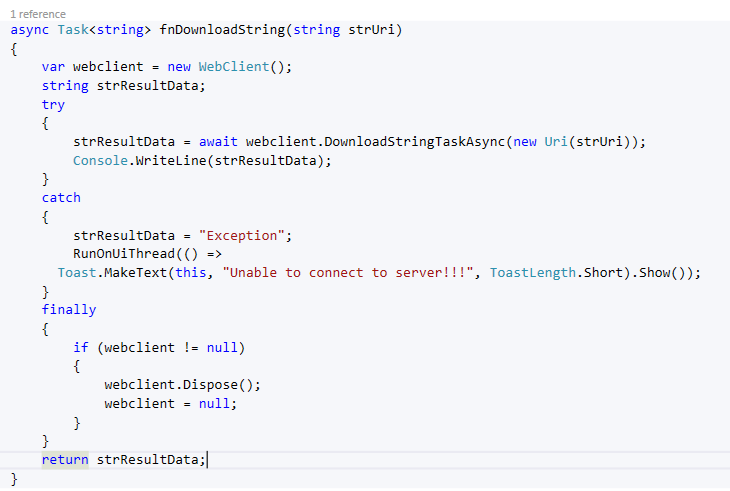 1 reference
async Task<string> fnDownloadString(string strUri)
{
    var webclient = new WebClient();
    string strResultData;
    try
    {
        strResultData = await webclient.DownloadStringTaskAsync(new Uri(strUri));
        Console.WriteLine(strResultData);
    }
    catch
    {
        strResultData = "Exception";
        RunOnUiThread(() =>
      Toast.MakeText(this, "Unable to connect to server!!!", ToastLength.Short).Show());
    }
    finally
    {
        if (webclient != null)
        {
            webclient.Dispose();
            webclient = null;
        }
    }
    return strResultData;
}